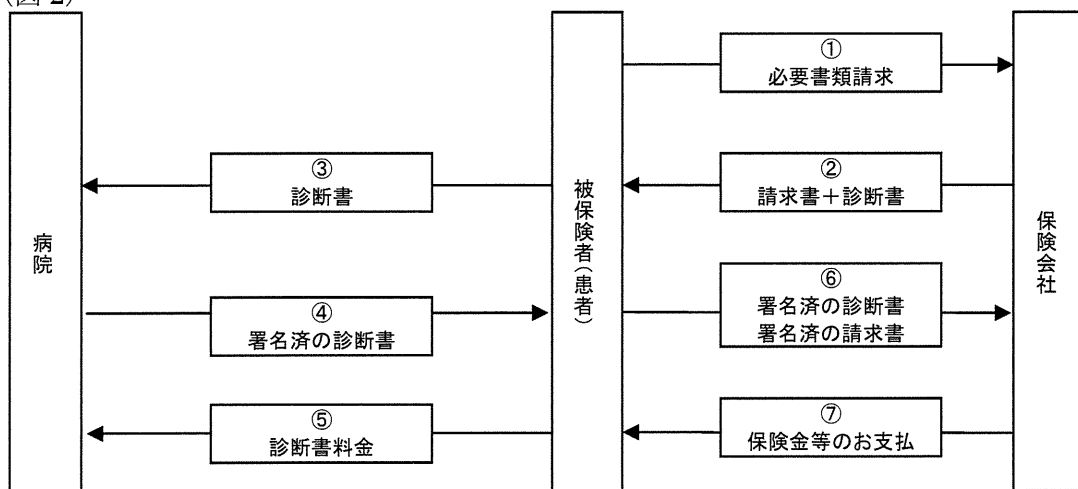 (図 2)
①
必要書類請求
③
診断書
②
請求書＋診断書
病院
被保険者(患者)
保険会社
④
署名済の診断書
⑥
署名済の診断書
署名済の請求書
⑤
診断書料金
⑦
保険金等のお支払